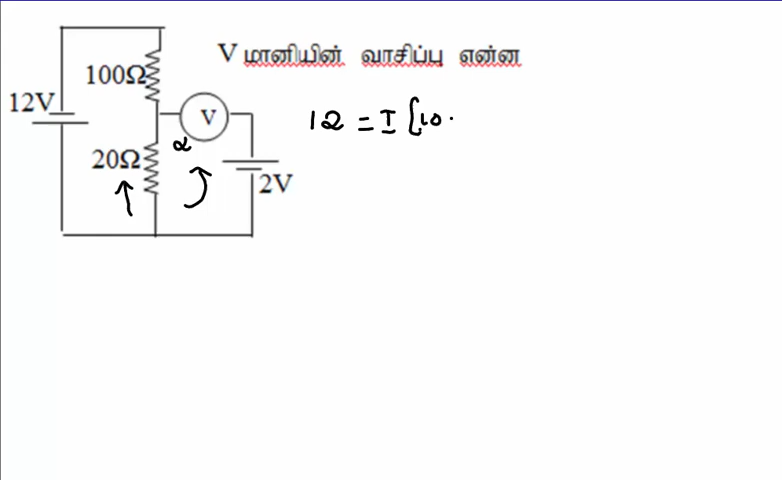 V மானியின் வாசிப்பு என்ன
100Ω
12V
V
12 = I [10.
α
20Ω
2V